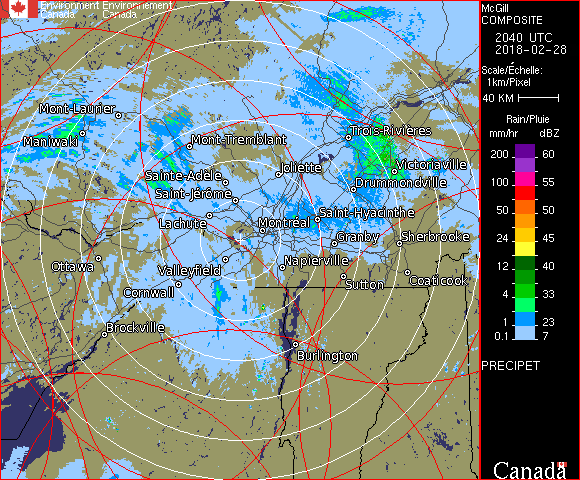 Environment Environnement
Canada Canada
McGill
COMPOSITE
2040 UTC
2018-02-28
Scale/Échelle:
1km/Pixel
40 KM
Rain/Pluie
mm/hr dBZ
200 60
100 55
50 50
24 45
12 40
4 33
1 23
0.1 7
PRECIPET
Canada
Mont-Laurier
Maniwaki
Mont-Tremblant
Trois-Rivières
Sainte-Adèle
Joliette
Victoriaville
Saint-Jérôme
Drummondville
Lachute
Montréal
Saint-Hyacinthe
Granby
Sherbrooke
Ottawa
Valleyfield
Napierville
Cornwall
Sutton
Coaticook
Brockville
Burlington